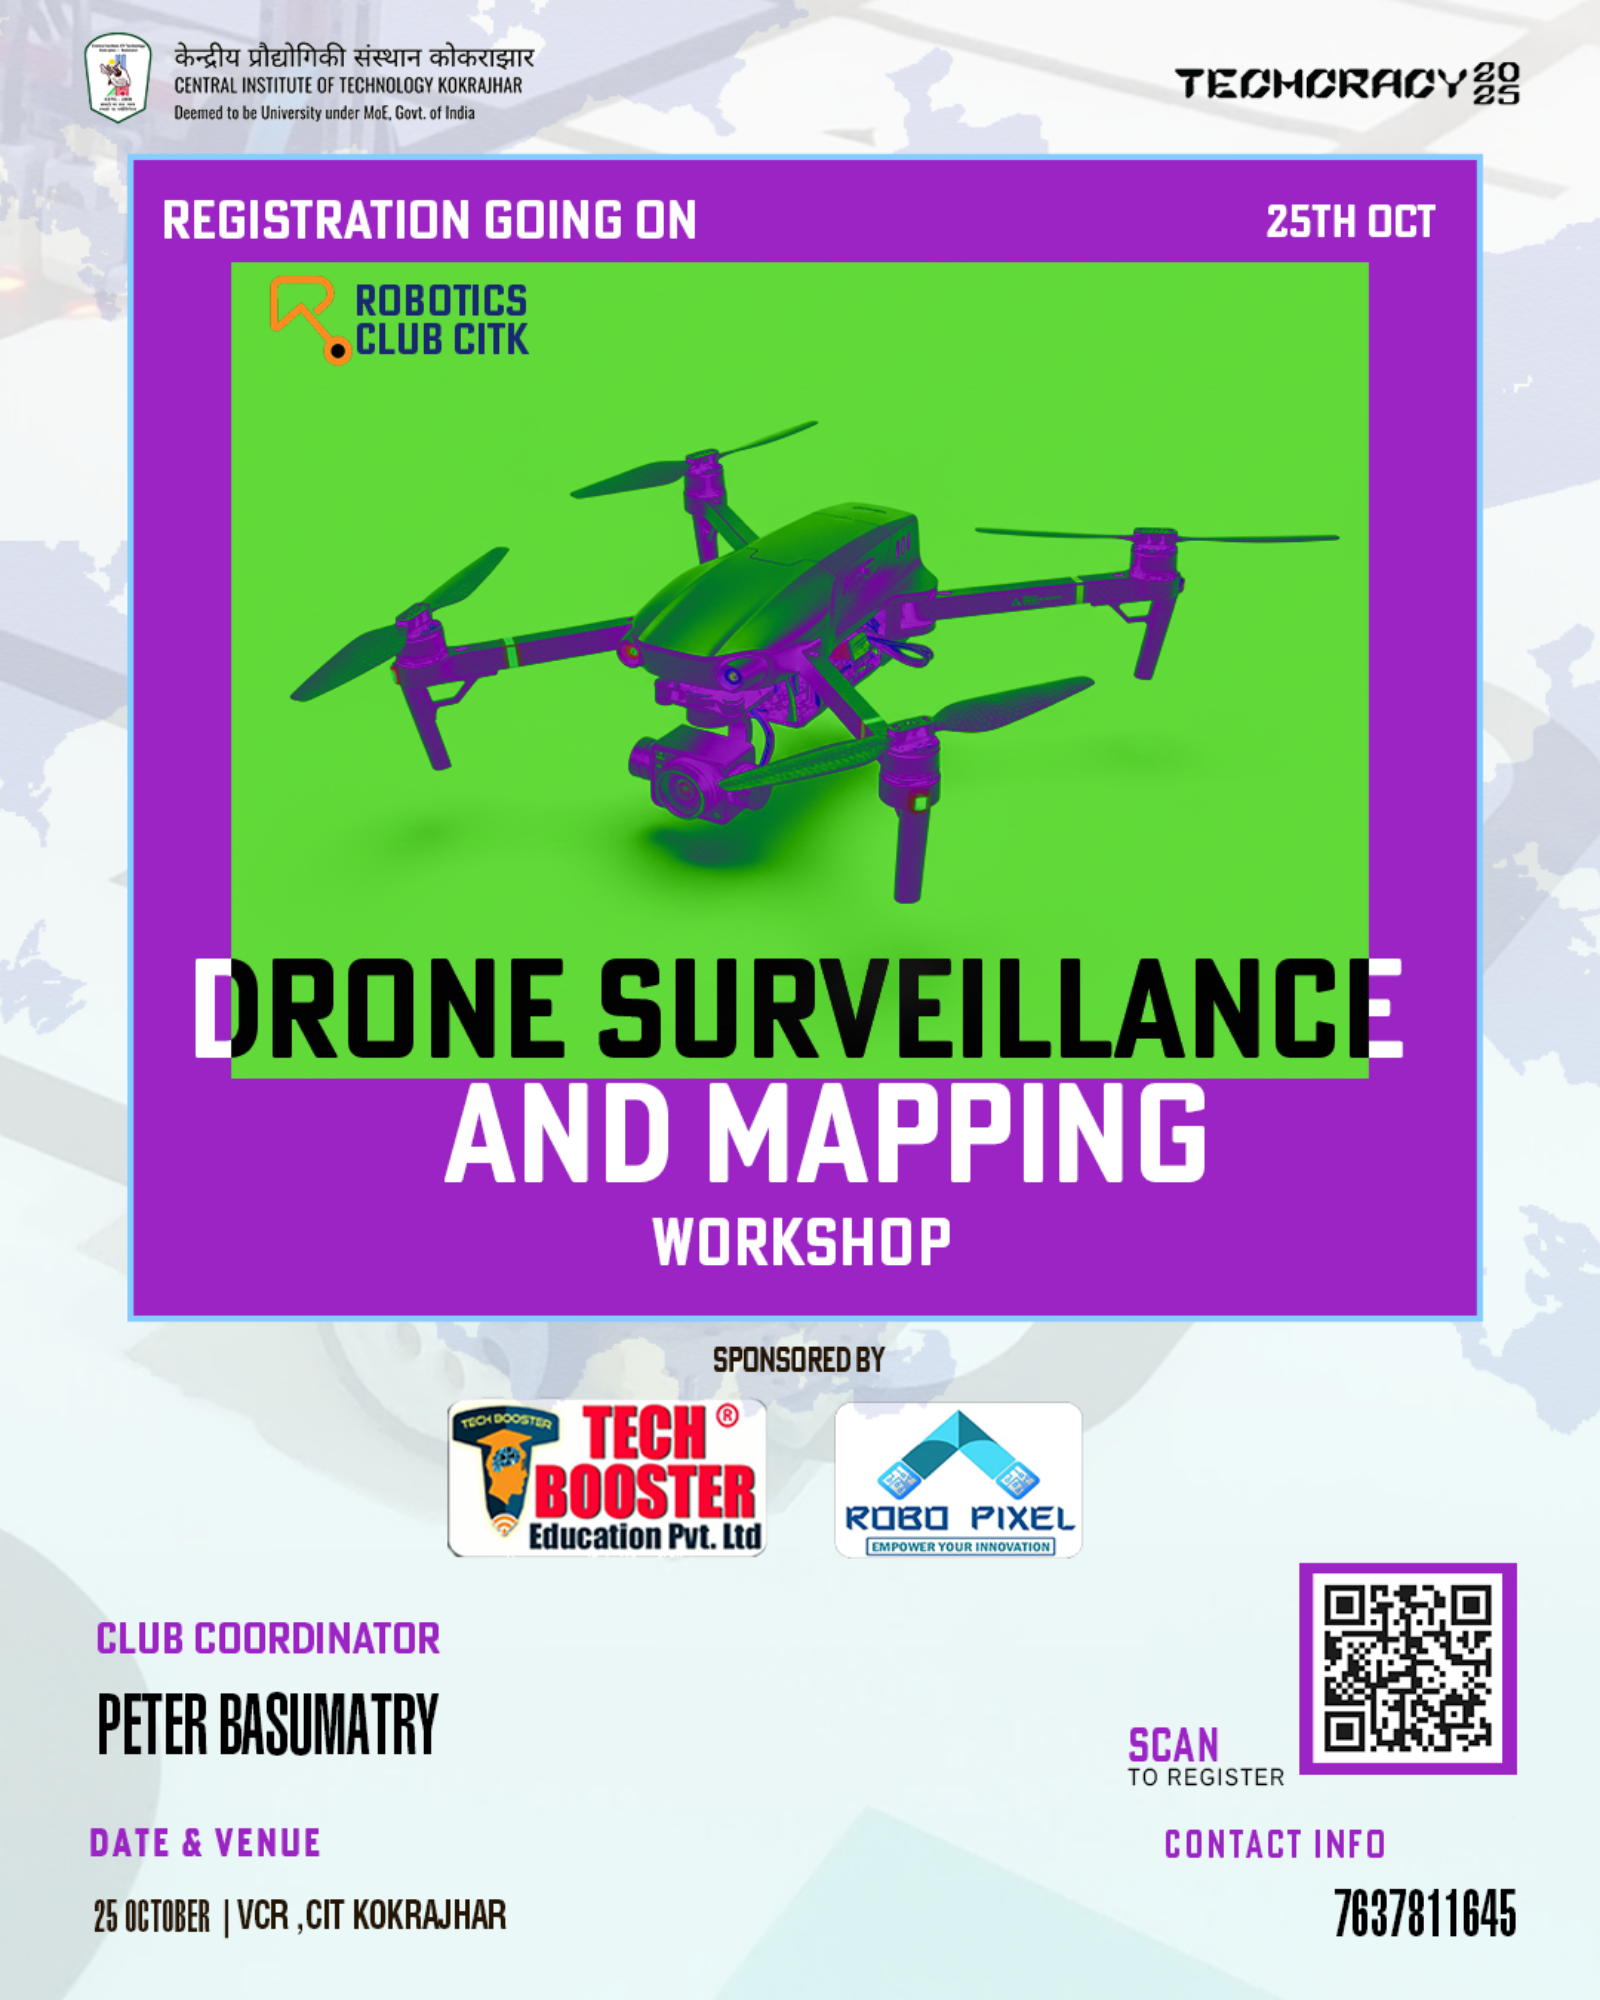 केन्द्रीय प्रौद्योगिकी संस्थान कोकराझार
CENTRAL INSTITUTE OF TECHNOLOGY KOKRAJHAR
Deemed to be University under MoE, Govt. of India
TECHCRACY 20
25
REGISTRATION GOING ON
25TH OCT
ROBOTICS
CLUB CITK
DRONE SURVEILLANCE
AND MAPPING
WORKSHOP
SPONSORED BY
TECH BOOSTER
TECH ®
BOOSTER
Education Pvt. Ltd
ROBO PIXEL
EMPOWER YOUR INNOVATION
CLUB COORDINATOR
PETER BASUMATRY
SCAN
TO REGISTER
DATE & VENUE
25 OCTOBER | VCR ,CIT KOKRAJHAR
CONTACT INFO
7637811645